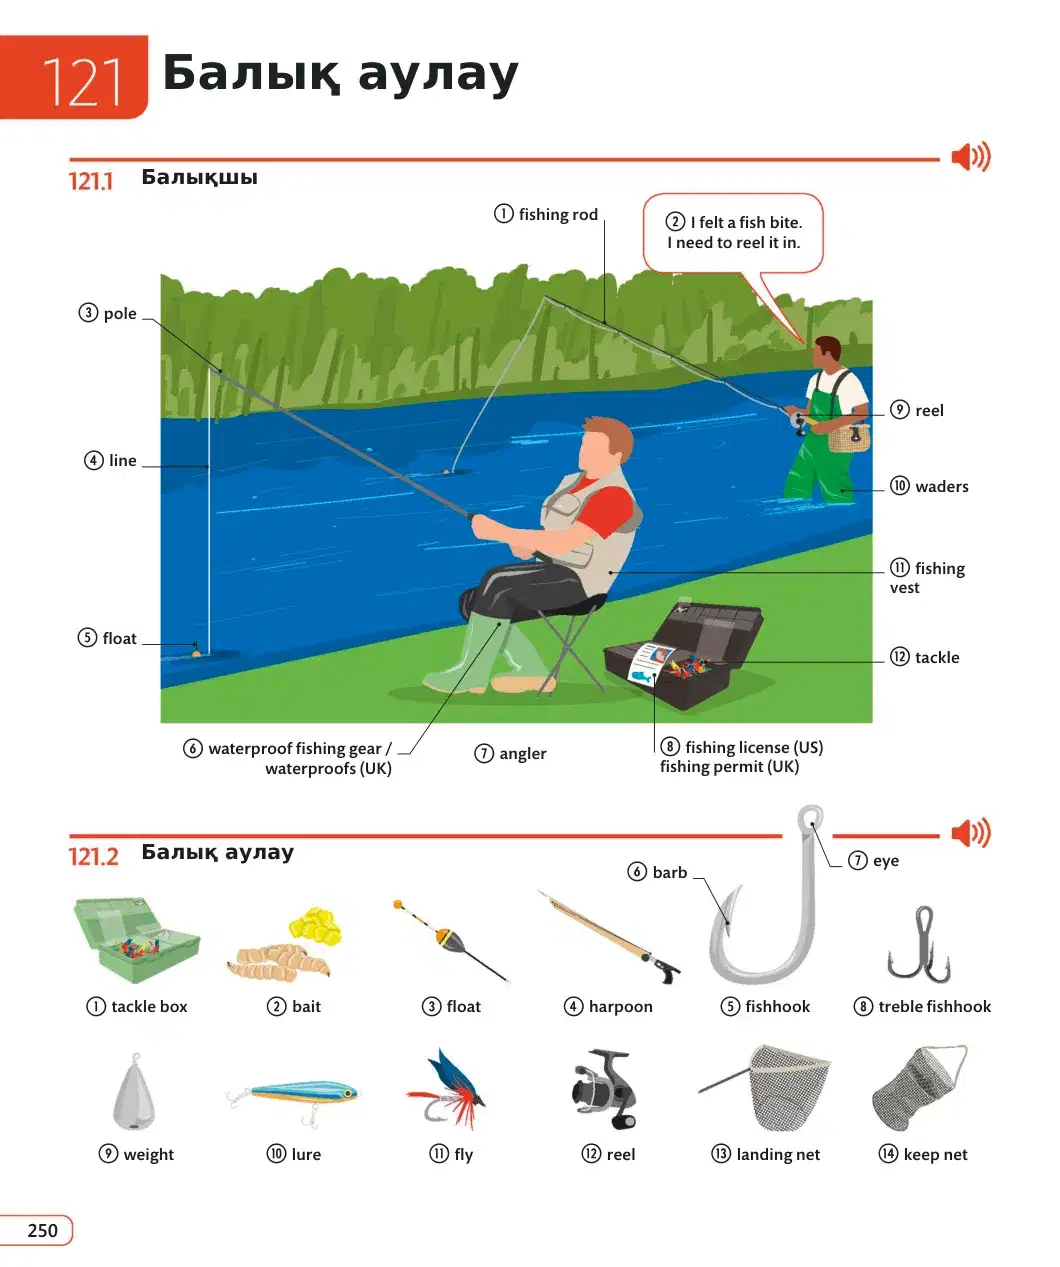 121
Балық аулау
121.1 Балықшы
① fishing rod
② I felt a fish bite.
I need to reel it in.
③ pole
④ line
⑤ float
⑥ waterproof fishing gear /
waterproofs (UK)
⑦ angler
⑧ fishing license (US)
fishing permit (UK)
⑨ reel
⑩ waders
⑪ fishing
vest
⑫ tackle
121.2 Балық аулау
① tackle box
② bait
③ float
④ harpoon
⑤ fishhook
⑥ barb
⑦ eye
⑧ treble fishhook
⑨ weight
⑩ lure
⑪ fly
⑫ reel
⑬ landing net
⑭ keep net
250